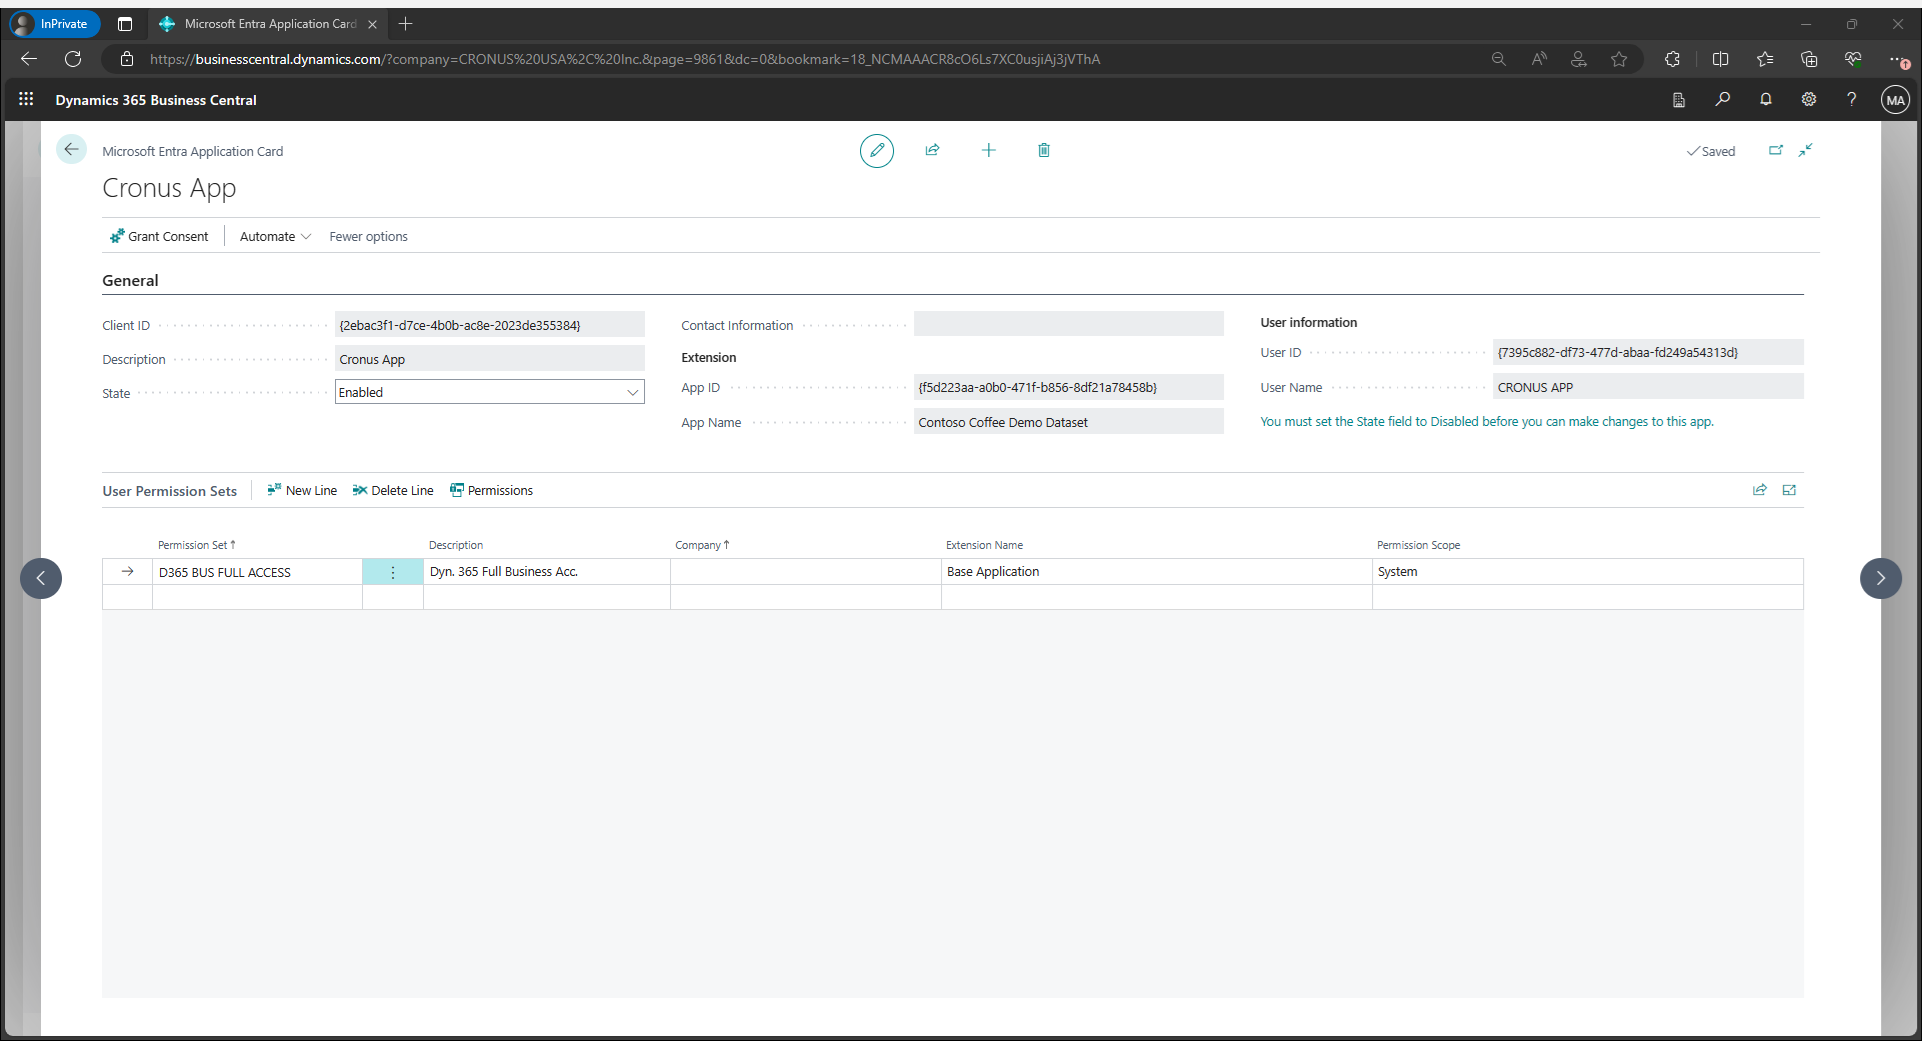 InPrivate
Microsoft Entra Application Card
https://businesscentral.dynamics.com/?company=CRONUS%20USA%2C%20Inc.&page=9861&dc=0&bookmark=18_NCMAAACR8cO6Ls7XC0usjiAj3jVThA
Dynamics 365 Business Central
MA
Microsoft Entra Application Card
Saved
Cronus App
Grant Consent
Automate
Fewer options
General
Client ID
{2ebac3f1-d7ce-4b0b-ac8e-2023de355384}
Description
Cronus App
State
Enabled
Contact Information
Extension
App ID
{f5d223aa-a0b0-471f-b856-8df21a78458b}
App Name
Contoso Coffee Demo Dataset
User information
User ID
{7395c882-df73-477d-abaa-fd249a54313d}
User Name
CRONUS APP
You must set the State field to Disabled before you can make changes to this app.
User Permission Sets
New Line
Delete Line
Permissions
Permission Set ↑
Description
Company ↑
Extension Name
Permission Scope
D365 BUS FULL ACCESS
Dyn. 365 Full Business Acc.
Base Application
System